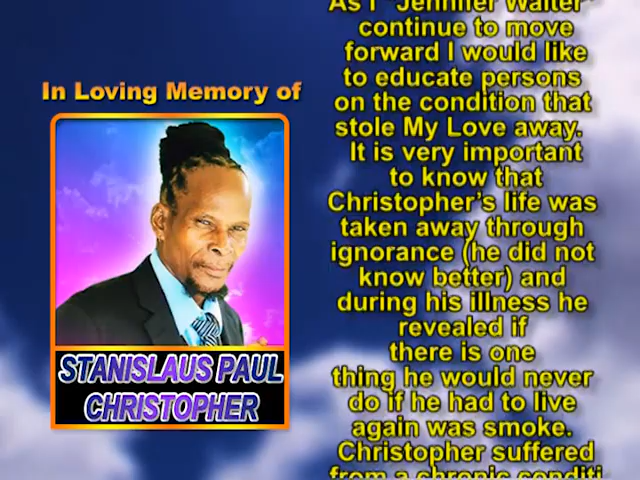 In Loving Memory of
STANISLAUS PAUL
CHRISTOPHER
As I "Jennifer Walter"
continue to move
forward I would like
to educate persons
on the condition that
stole My Love away.
It is very important
to know that
Christopher's life was
taken away through
ignorance (he did not
know better) and
during his illness he
revealed if
there is one
thing he would never
do if he had to live
again was smoke.
Christopher suffered
from a chronic conditi